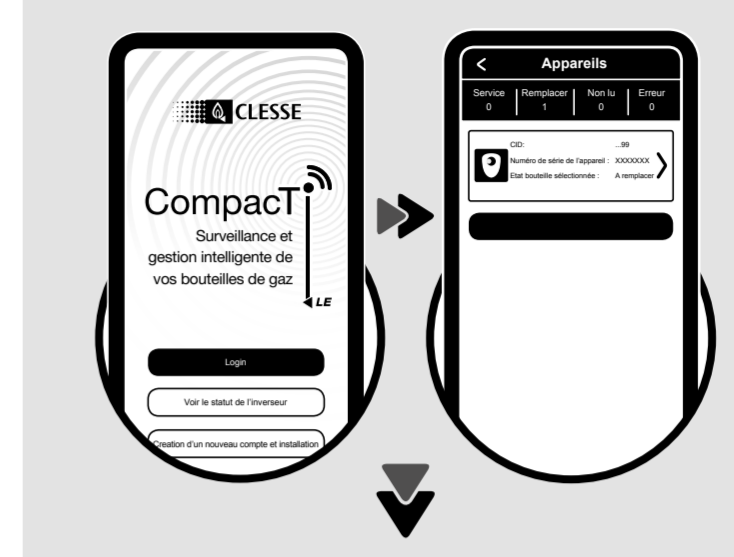 CLESSE
CompacT
Surveillance et
gestion intelligente de
vos bouteilles de gaz
LE
Login
Voir le statut de l'inverseur
Creation d'un nouveau compte et installation
Appareils
Service Remplacer Non lu Erreur
0 1 0 0
CID: ...99
Numéro de série de l'appareil : XXXXXXX
Etat bouteille sélectionnée : A remplacer